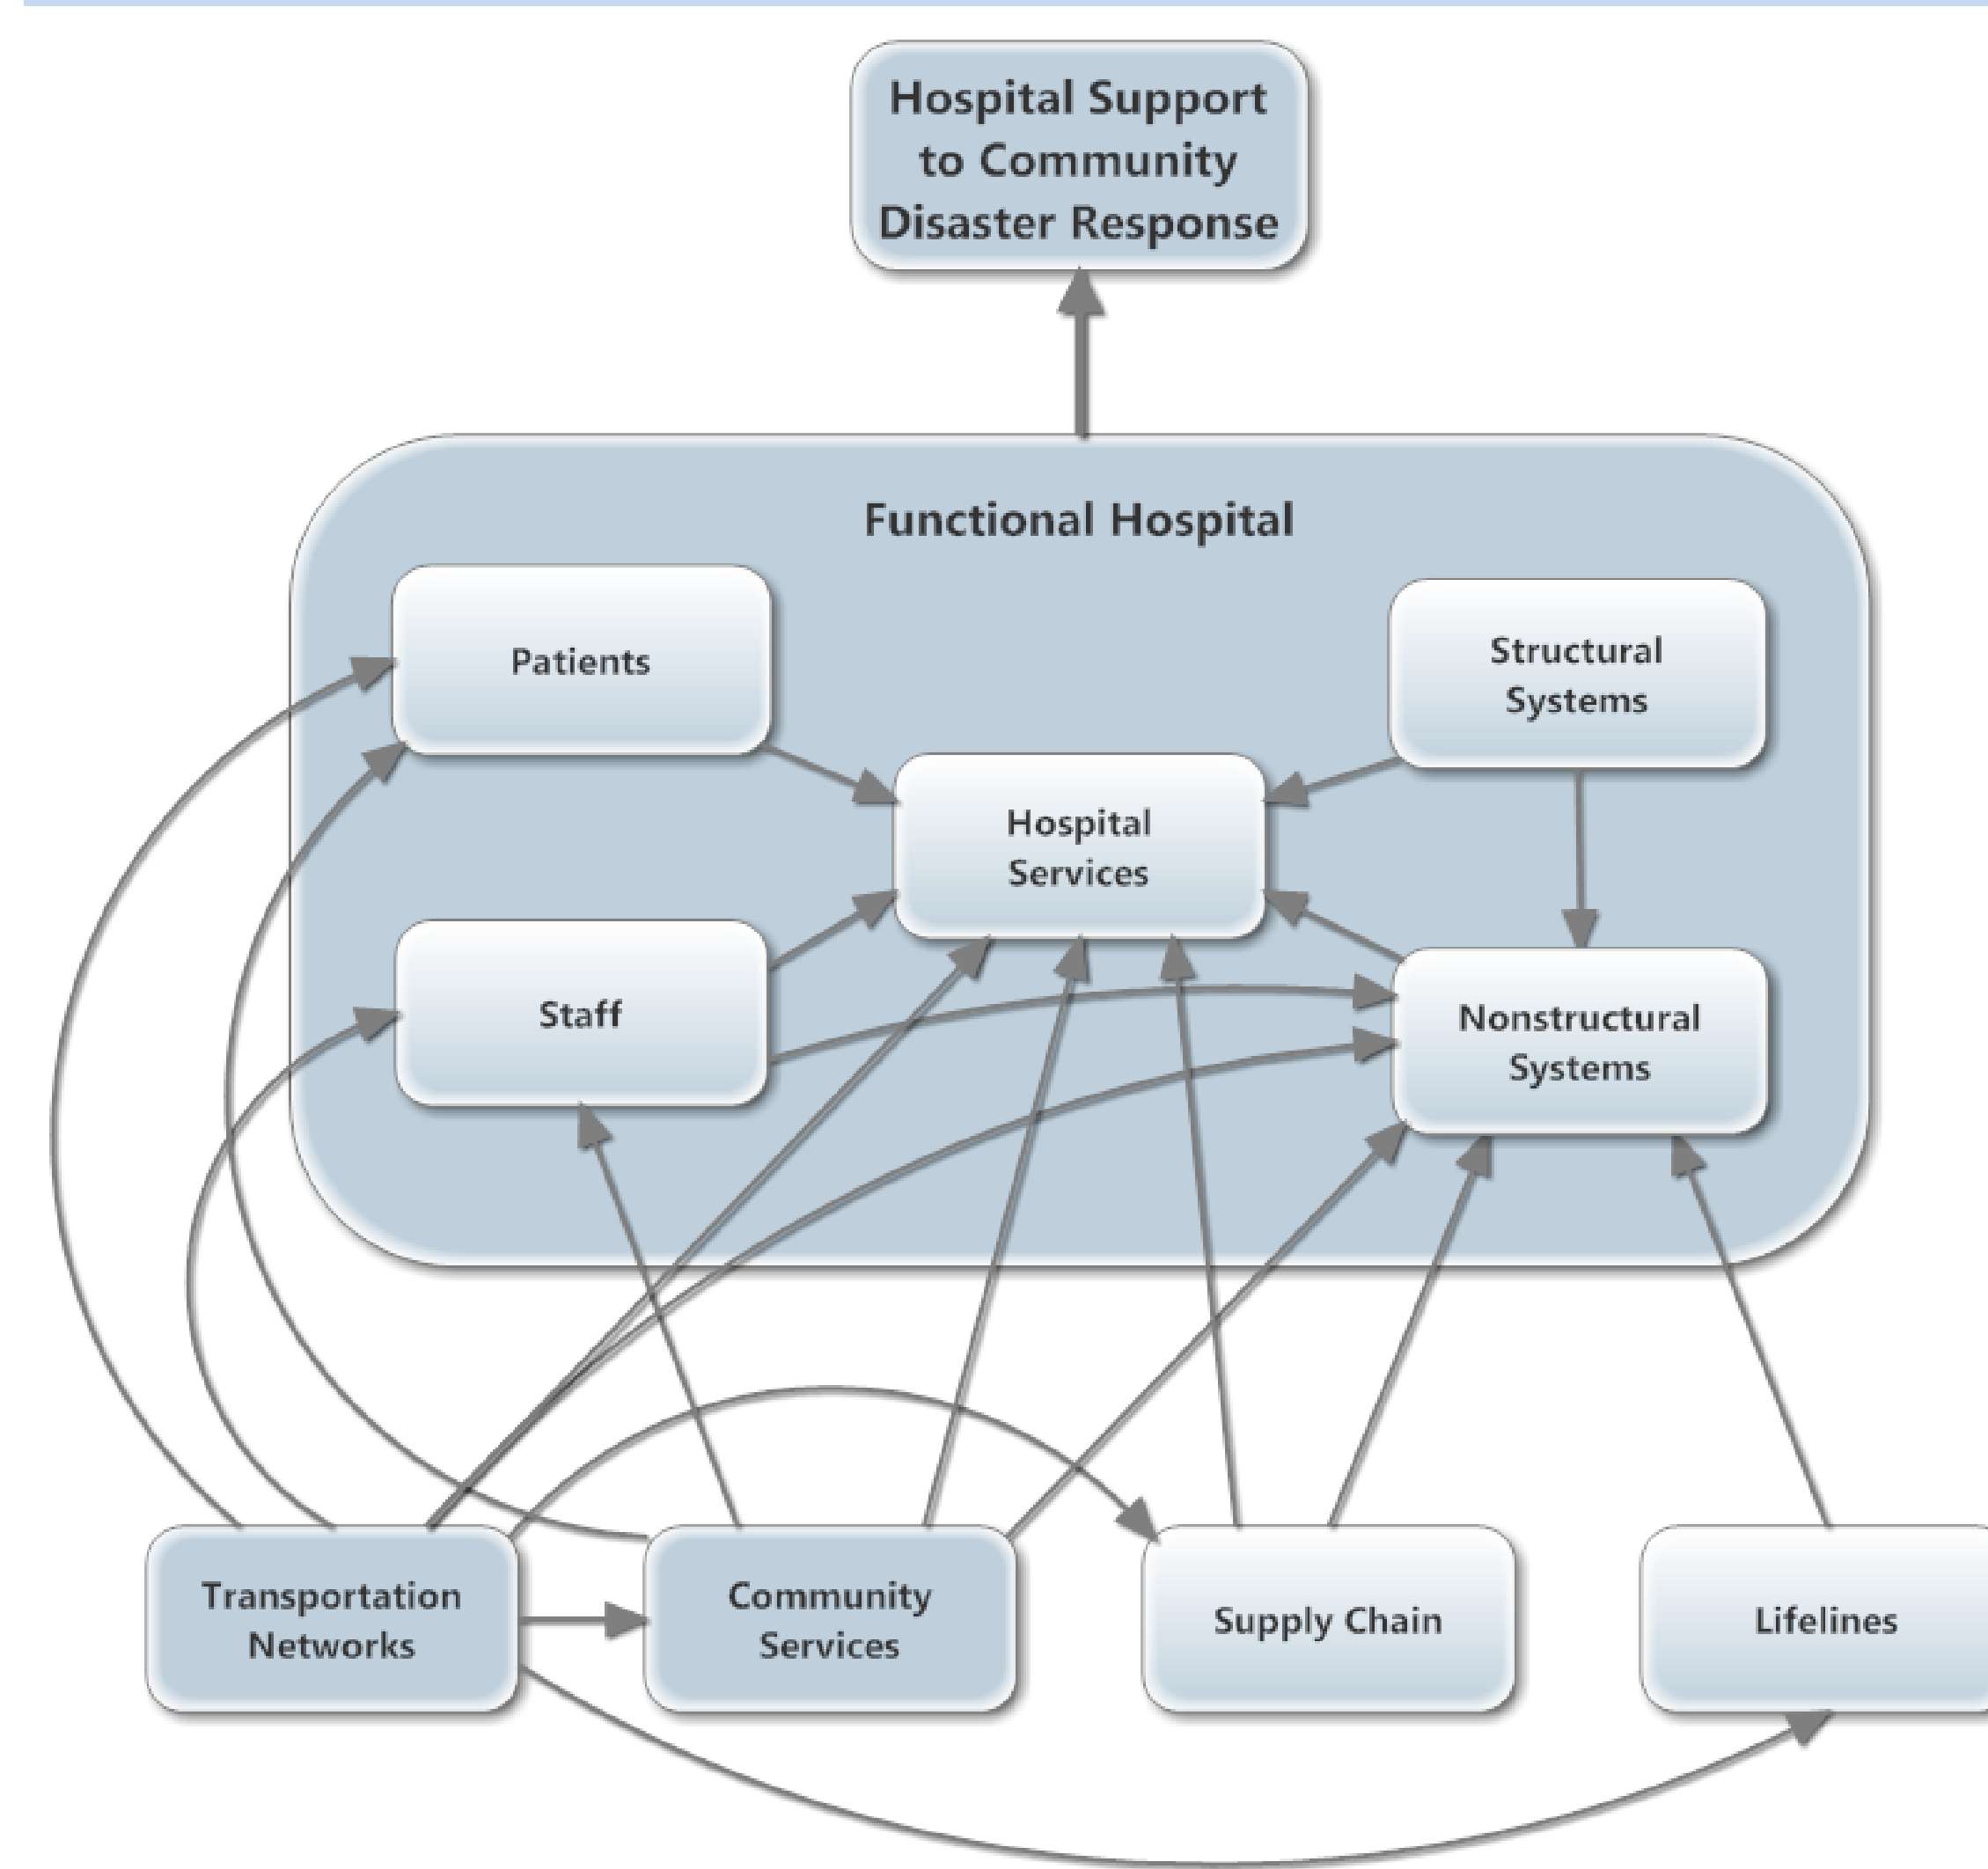 Hospital Support
to Community
Disaster Response
Functional Hospital
Patients
Structural
Systems
Hospital
Services
Staff
Nonstructural
Systems
Transportation
Networks
Community
Services
Supply Chain
Lifelines